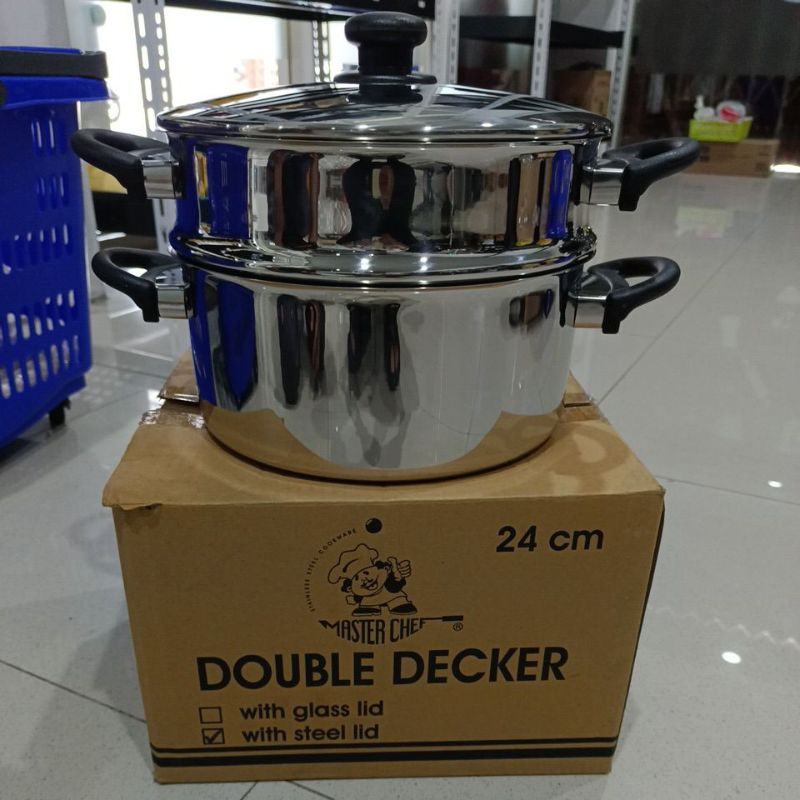 24 cm
STAINLESS STEEL COOKWARE
MASTER CHEF ®
DOUBLE DECKER
with glass lid
with steel lid